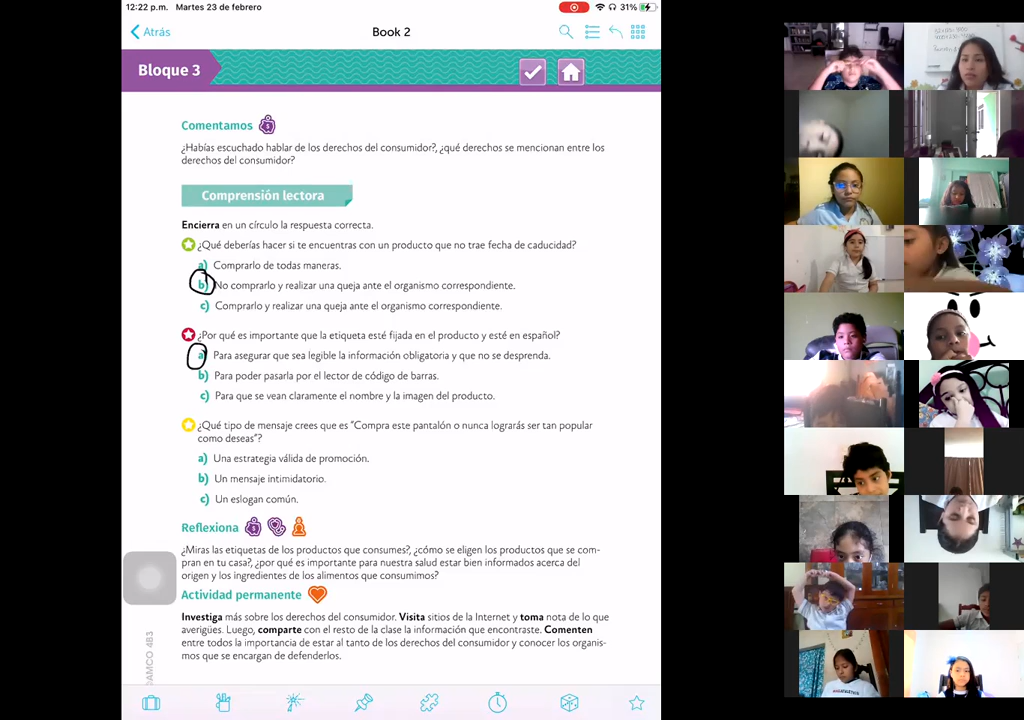 12:22 p.m. Martes 23 de febrero
31%
Atrás
Book 2
Bloque 3
Comentamos
¿Habías escuchado hablar de los derechos del consumidor?, ¿qué derechos se mencionan entre los
derechos del consumidor?
Comprensión lectora
Encierra en un círculo la respuesta correcta.
¿Qué deberías hacer si te encuentras con un producto que no trae fecha de caducidad?
a) Comprarlo de todas maneras.
b) No comprarlo y realizar una queja ante el organismo correspondiente.
c) Comprarlo y realizar una queja ante el organismo correspondiente.
¿Por qué es importante que la etiqueta esté fijada en el producto y esté en español?
a) Para asegurar que sea legible la información obligatoria y que no se desprenda.
b) Para poder pasarla por el lector de código de barras.
c) Para que se vean claramente el nombre y la imagen del producto.
¿Qué tipo de mensaje crees que es “Compra este pantalón o nunca lograrás ser tan popular
como deseas”?
a) Una estrategia válida de promoción.
b) Un mensaje intimidatorio.
c) Un eslogan común.
Reflexiona
¿Miras las etiquetas de los productos que consumes?, ¿cómo se eligen los productos que se com-
pran en tu casa?, ¿por qué es importante para nuestra salud estar bien informados acerca del
origen y los ingredientes de los alimentos que consumimos?
Actividad permanente
Investiga más sobre los derechos del consumidor. Visita sitios de la Internet y toma nota de lo que
averigües. Luego, comparte con el resto de la clase la información que encontraste. Comenten
entre todos la importancia de estar al tanto de los derechos del consumidor y conocer los organis-
mos que se encargan de defenderlos.
DAMCO 4B3